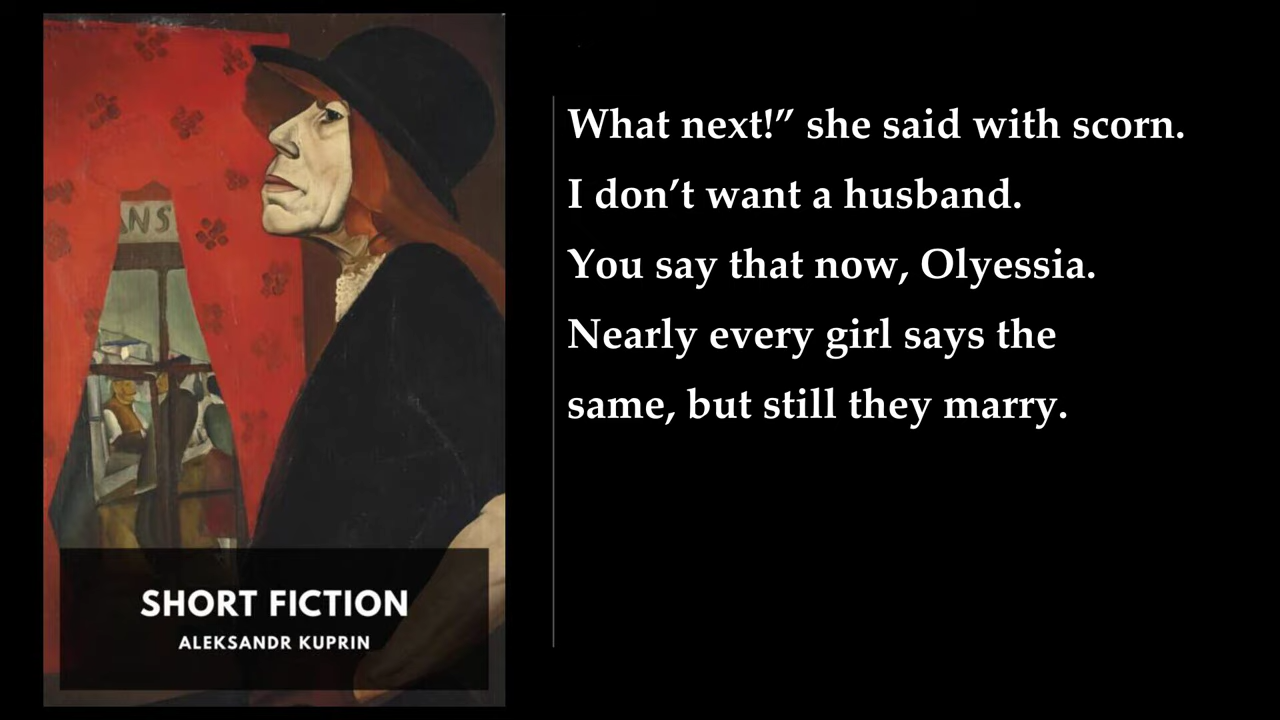 NS
SHORT FICTION
ALEKSANDR KUPRIN
What next!” she said with scorn.
I don’t want a husband.
You say that now, Olyessia.
Nearly every girl says the
same, but still they marry.